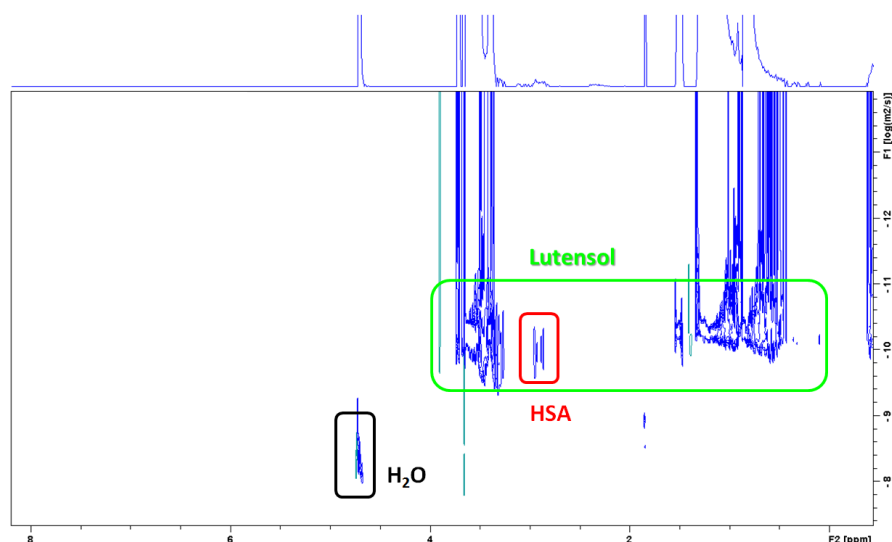 F1 [log(m2/s)]
- 12
Lutensol
- 11
- 10
HSA
- 9
H₂O
- 8
8 6 4 2 F2 [ppm]